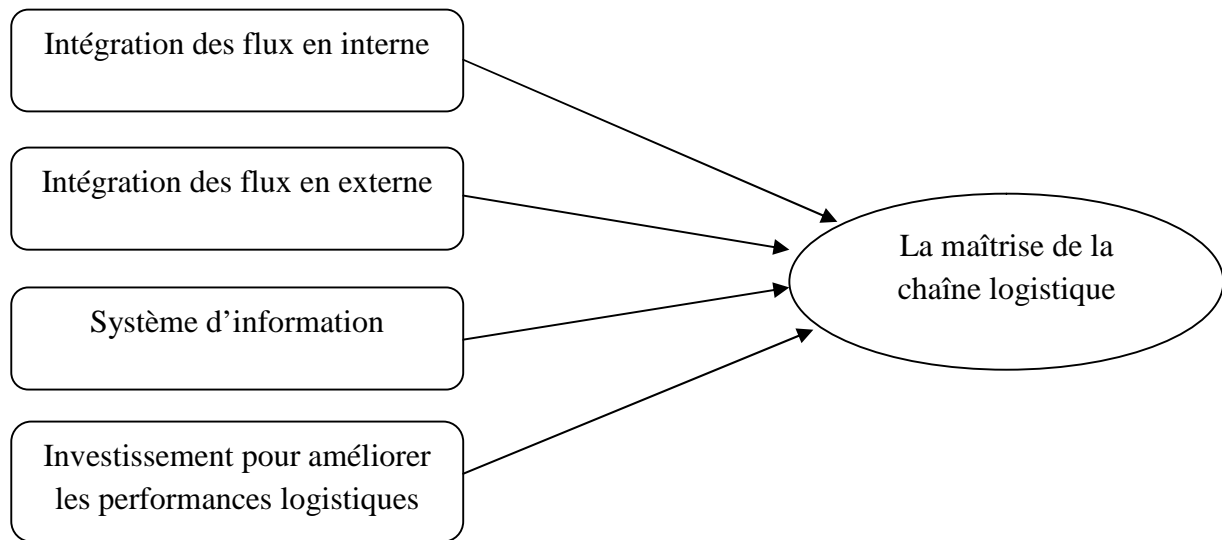 Intégration des flux en interne
Intégration des flux en externe
Système d’information
Investissement pour améliorer
les performances logistiques
La maîtrise de la
chaîne logistique